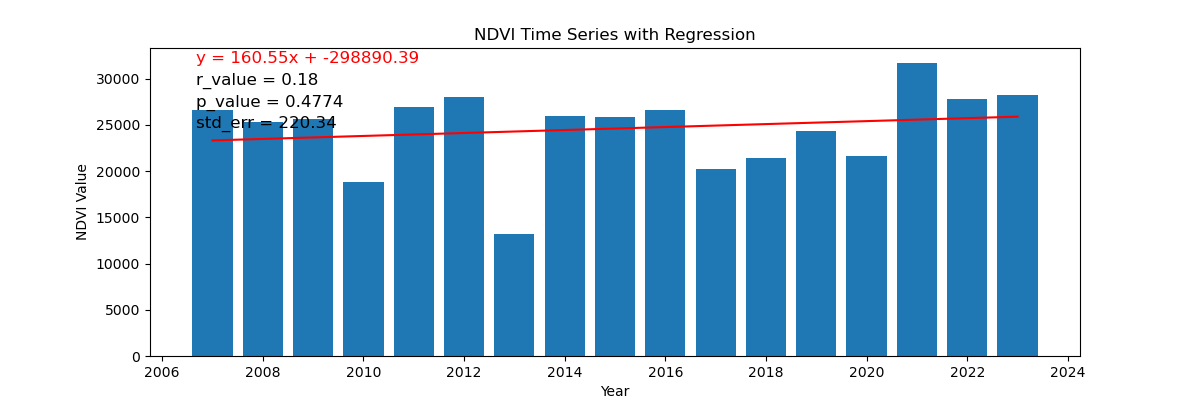 NDVI Time Series with Regression
y = 160.55x + -298890.39
r_value = 0.18
p_value = 0.4774
std_err = 220.34
NDVI Value
30000
25000
20000
15000
10000
5000
0
2006 2008 2010 2012 2014 2016 2018 2020 2022 2024
Year